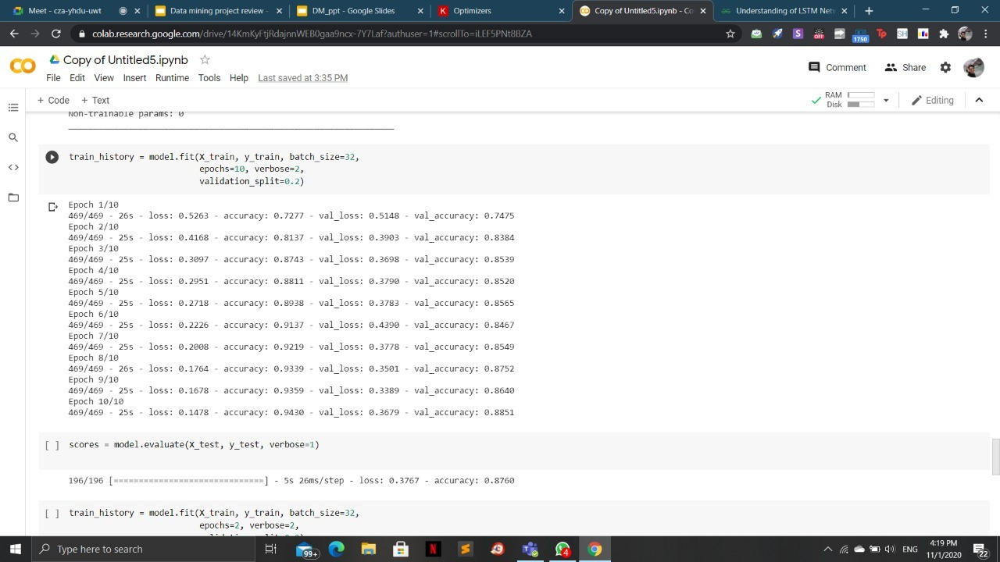 Meet - cza-yhdu-uwt
Data mining project review -
DM_ppt - Google Slides
Optimizers
Copy of Untitled5.ipynb - Co
Understanding of LSTM Net
colab.research.google.com/drive/14KmKyFtjRdajnnWEB0gaa9ncx-7Y7Laf?authuser=1#scrollTo=iLEF5PNt8BZA
OFF
1750
Tp
SH
Copy of Untitled5.ipynb
Comment
Share
File Edit View Insert Runtime Tools Help Last saved at 3:35 PM
+ Code + Text
RAM
Disk
Editing
Non-trainable params: 0
train_history = model.fit(X_train, y_train, batch_size=32,
epochs=10, verbose=2,
validation_split=0.2)
Epoch 1/10
469/469 - 26s - loss: 0.5263 - accuracy: 0.7277 - val_loss: 0.5148 - val_accuracy: 0.7475
Epoch 2/10
469/469 - 25s - loss: 0.4168 - accuracy: 0.8137 - val_loss: 0.3903 - val_accuracy: 0.8384
Epoch 3/10
469/469 - 25s - loss: 0.3097 - accuracy: 0.8743 - val_loss: 0.3698 - val_accuracy: 0.8539
Epoch 4/10
469/469 - 25s - loss: 0.2951 - accuracy: 0.8811 - val_loss: 0.3790 - val_accuracy: 0.8520
Epoch 5/10
469/469 - 25s - loss: 0.2718 - accuracy: 0.8938 - val_loss: 0.3783 - val_accuracy: 0.8565
Epoch 6/10
469/469 - 25s - loss: 0.2226 - accuracy: 0.9137 - val_loss: 0.4390 - val_accuracy: 0.8467
Epoch 7/10
469/469 - 25s - loss: 0.2008 - accuracy: 0.9219 - val_loss: 0.3778 - val_accuracy: 0.8549
Epoch 8/10
469/469 - 26s - loss: 0.1764 - accuracy: 0.9339 - val_loss: 0.3501 - val_accuracy: 0.8752
Epoch 9/10
469/469 - 25s - loss: 0.1678 - accuracy: 0.9359 - val_loss: 0.3389 - val_accuracy: 0.8640
Epoch 10/10
469/469 - 25s - loss: 0.1478 - accuracy: 0.9430 - val_loss: 0.3679 - val_accuracy: 0.8851
[ ] scores = model.evaluate(X_test, y_test, verbose=1)
196/196 [==============================] - 5s 26ms/step - loss: 0.3767 - accuracy: 0.8760
[ ] train_history = model.fit(X_train, y_train, batch_size=32,
epochs=2, verbose=2,
Type here to search
99+
4
ENG
4:19 PM
11/1/2020
22